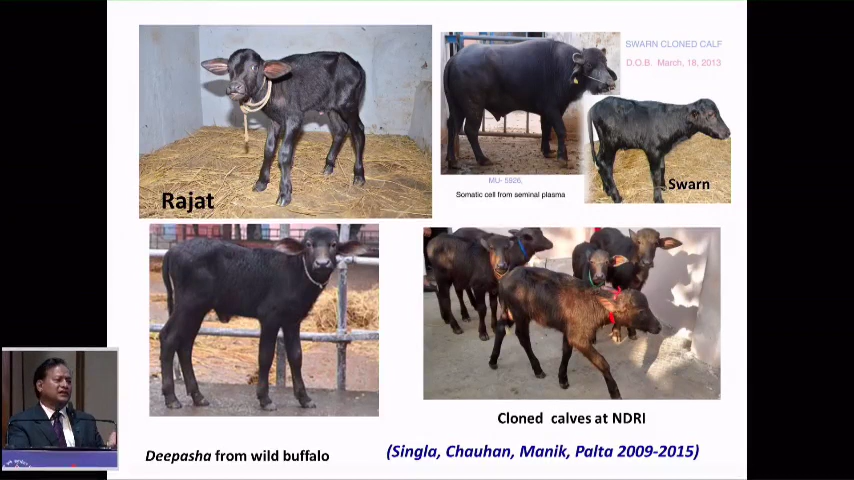 SWARN CLONED CALF
D.O.B. March, 18, 2013
Rajat
MU- 5926,
Somatic cell from seminal plasma
Swarn
Cloned calves at NDRI
Deepasha from wild buffalo
(Singla, Chauhan, Manik, Palta 2009-2015)